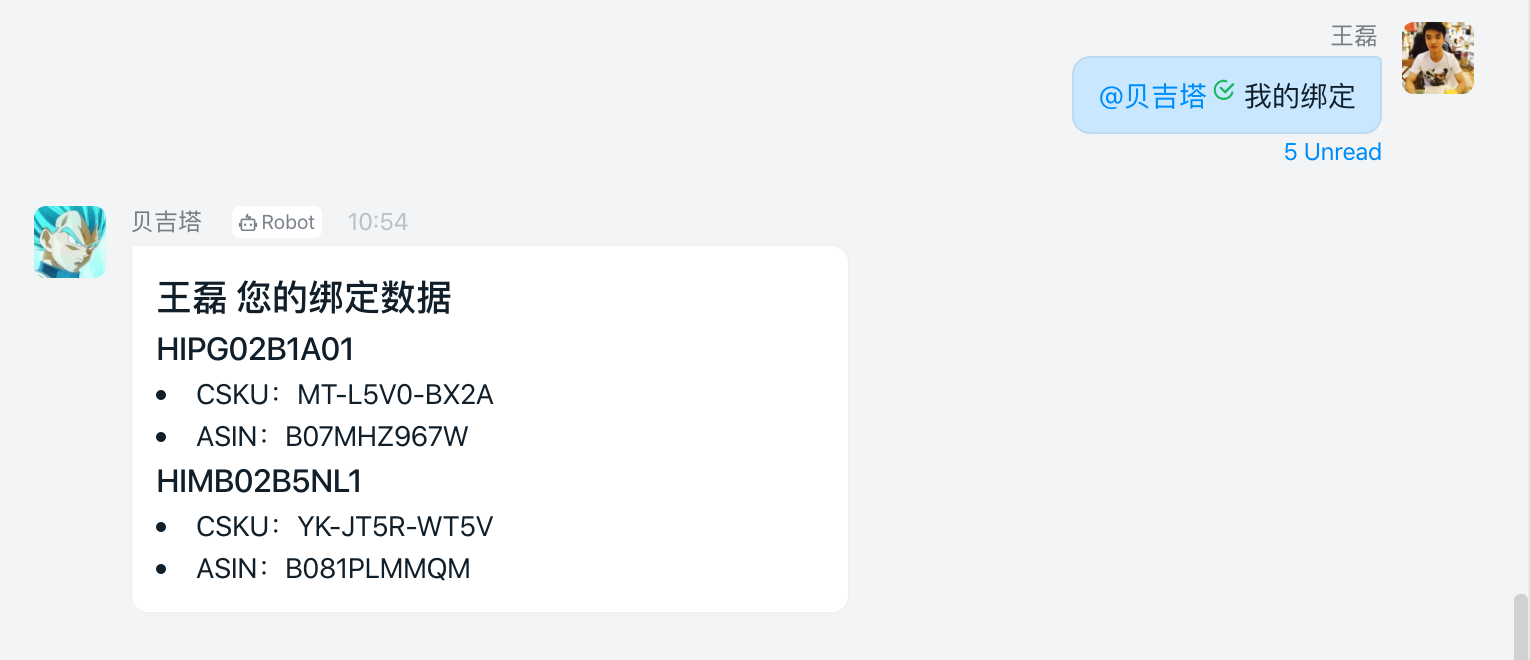 王磊
@贝吉塔 我的绑定
5 Unread
贝吉塔 Robot 10:54
王磊 您的绑定数据
HIPG02B1A01
• CSKU： MT-L5V0-BX2A
• ASIN： B07MHZ967W
HIMB02B5NL1
• CSKU： YK-JT5R-WT5V
• ASIN： B081PLMMQM